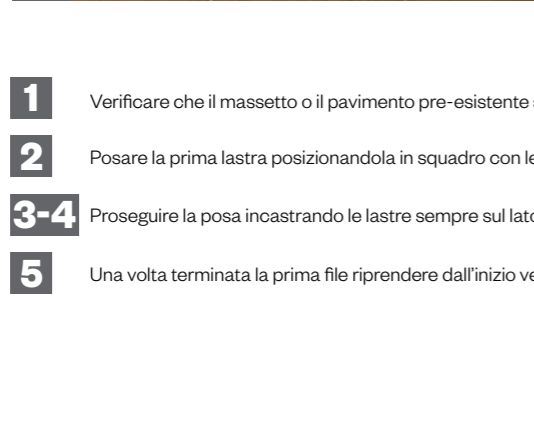 1 Verificare che il massetto o il pavimento pre-esistente
2 Posare la prima lastra posizionandola in squadro con
3-4 Proseguire la posa incastrando le lastre sempre sul
5 Una volta terminata la prima file riprendere dall'inizio